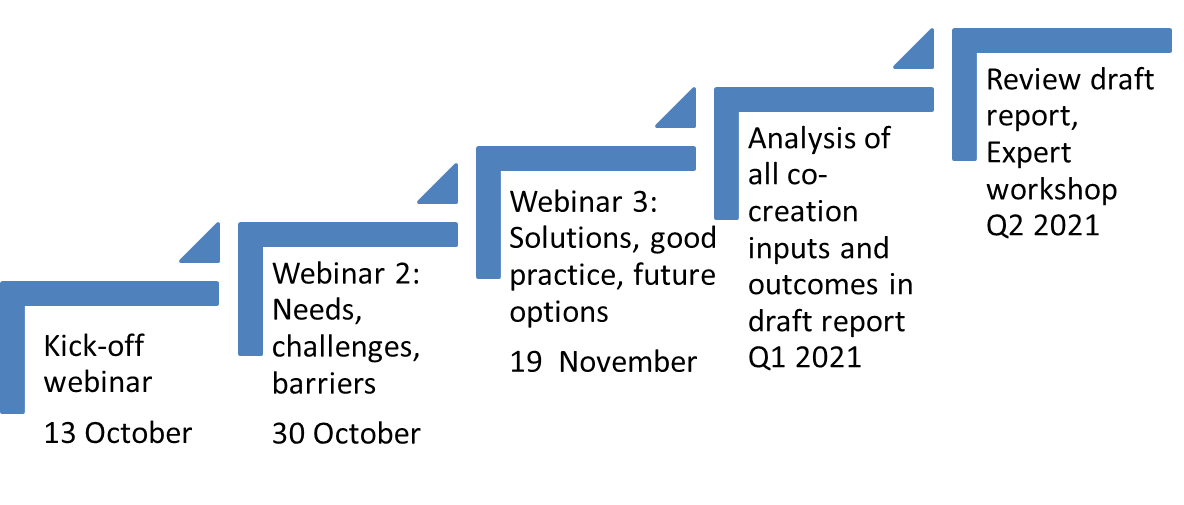 Kick-off
webinar
13 October
Webinar 2:
Needs,
challenges,
barriers
30 October
Webinar 3:
Solutions, good
practice, future
options
19 November
Analysis of
all co-
creation
inputs and
outcomes in
draft report
Q1 2021
Review draft
report,
Expert
workshop
Q2 2021